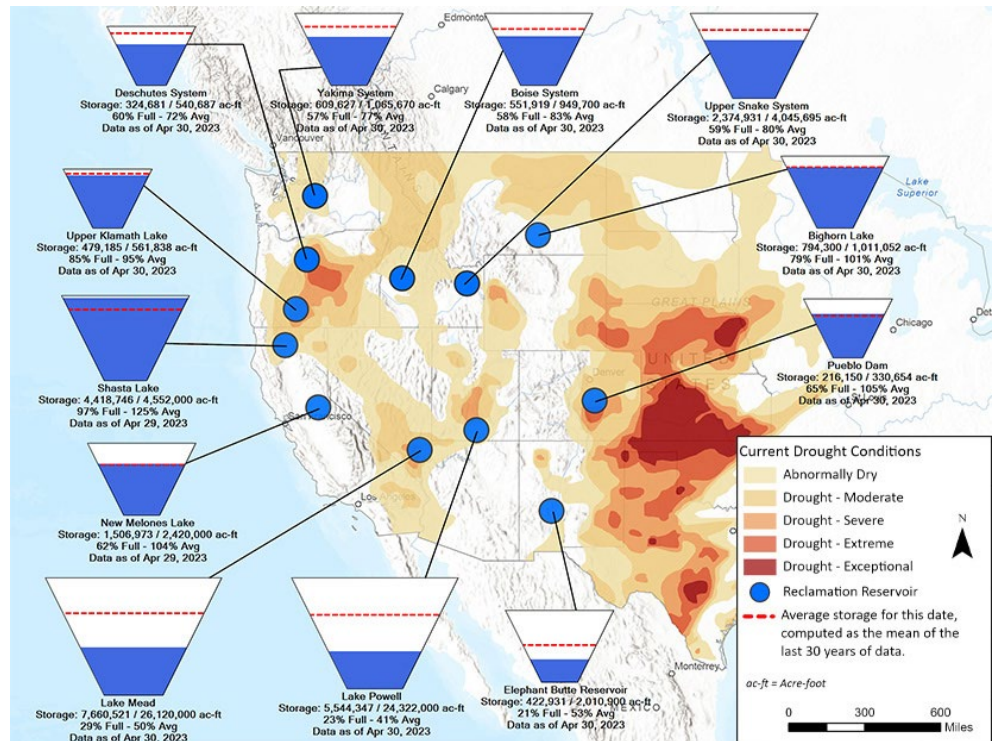 Deschutes System
Storage: 324,681 / 540,687 ac-ft
60% Full - 72% Avg
Data as of Apr 30, 2023
Yakima System
Storage: 609,627 / 1,065,670 ac-ft
57% Full - 77% Avg
Data as of Apr 30, 2023
Boise System
Storage: 551,919 / 949,700 ac-ft
58% Full - 83% Avg
Data as of Apr 30, 2023
Upper Snake System
Storage: 2,374,931 / 4,045,695 ac-ft
59% Full - 80% Avg
Data as of Apr 30, 2023
Edmonton
Calgary
Vancouver
Upper Klamath Lake
Storage: 479,185 / 561,838 ac-ft
85% Full - 95% Avg
Data as of Apr 30, 2023
Lake
Superior
Bighorn Lake
Storage: 794,300 / 1,011,052 ac-ft
79% Full - 101% Avg
Data as of Apr 30, 2023
Shasta Lake
Storage: 4,418,746 / 4,552,000 ac-ft
97% Full - 125% Avg
Data as of Apr 29, 2023
GREAT PLAINS
UNITED
STATES
Chicago
Det
Denver
Pueblo Dam
Storage: 216,150 / 330,654 ac-ft
65% Full - 105% Avg
Data as of Apr 30, 2023
San Francisco
New Melones Lake
Storage: 1,506,973 / 2,420,000 ac-ft
62% Full - 104% Avg
Data as of Apr 29, 2023
Los Angeles
Current Drought Conditions
Abnormally Dry
Drought - Moderate
Drought - Severe
Drought - Extreme
Drought - Exceptional
Reclamation Reservoir
Average storage for this date,
computed as the mean of the
last 30 years of data.
ac-ft = Acre-foot
N
0 300 600
Miles
Lake Mead
Storage: 7,660,521 / 26,120,000 ac-ft
29% Full - 50% Avg
Data as of Apr 30, 2023
Lake Powell
Storage: 5,544,347 / 24,322,000 ac-ft
23% Full - 41% Avg
Data as of Apr 30, 2023
Elephant Butte Reservoir
Storage: 422,931 / 2,010,900 ac-ft
21% Full - 53% Avg
Data as of Apr 30, 2023
Monterrey
MEXICO